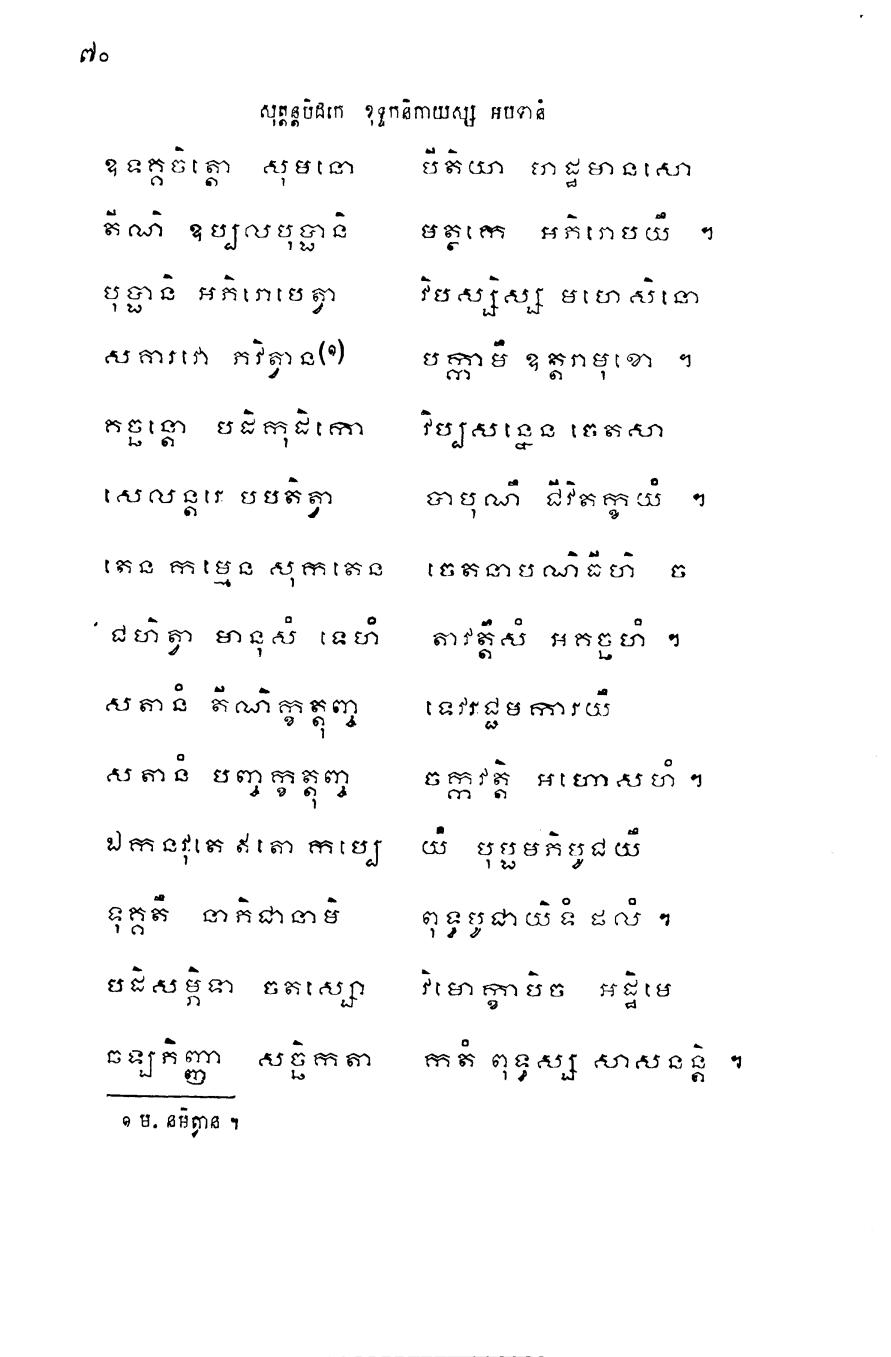 ៧០
សុត្តន្តបិដកេ ខុទ្ទកនិកាយស្ស អបទានំ
ឧទគ្គចិត្តោ សុមនោ បីតិយា រោដ្ឋមានសោ
តីណិ ឧប្បលបុប្ផានិ មត្ថកេ អភិរោបយឹ ។
បុប្ផានិ អភិរោបេត្វា វិបស្សិស្ស មហេសិនោ
សគារវោ ភវិត្វាន(១) បក្កាមឹ ឧត្តរាមុខោ ។
គច្ឆន្តោ បដិកុដិកោ វិប្បសន្នេន ចេតសា
សេលន្តរេ បបតិត្វា បាបុណឹ ជីវិតក្ខយំ ។
តេន កម្មេន សុកតេន ចេតនាបណិធីហិ ច
ជហិត្វា មានុសំ ទេហំ តាវត្តឹសំ អគច្ឆហំ ។
សតានំ តីណិក្ខត្តុញ្ច ទេវរជ្ជមការយឹ
សតានំ បញ្ចក្ខត្តុញ្ច ចក្កវត្តិ អហោសហំ ។
ឯកនវុតេ ឥតោ កប្បេ យំ បុប្ផមភិបូជយឹ
ទុគ្គតឹ នាភិជានាមិ ពុទ្ធបូជាយិទំ ផលំ ។
បដិសម្ភិទា ចតស្សោ វិមោក្ខាបិច អដ្ឋិមេ
ឆឡភិញ្ញា សច្ឆិកតា កតំ ពុទ្ធស្ស សាសនន្តិ ។
១ ម. នមិត្វាន ។